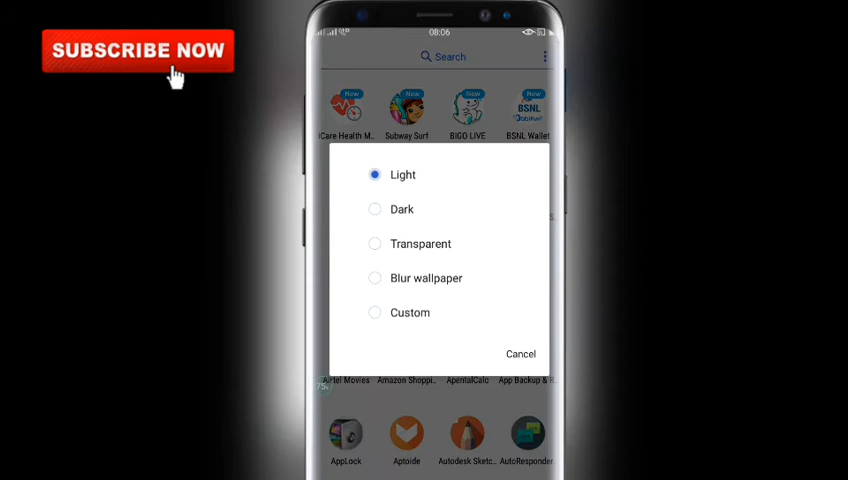 SUBSCRIBE NOW
08:06
Search
New New New New
iCare Health M.. Subway Surf BIGO LIVE BSNL Wallet
Light
Dark
Transparent
Blur wallpaper
Custom
Cancel
Airtel Movies Amazon Shoppi.. ApentalCalc App Backup & R..
75%
AppLock Aptoide Autodesk Sketc.. AutoResponder..